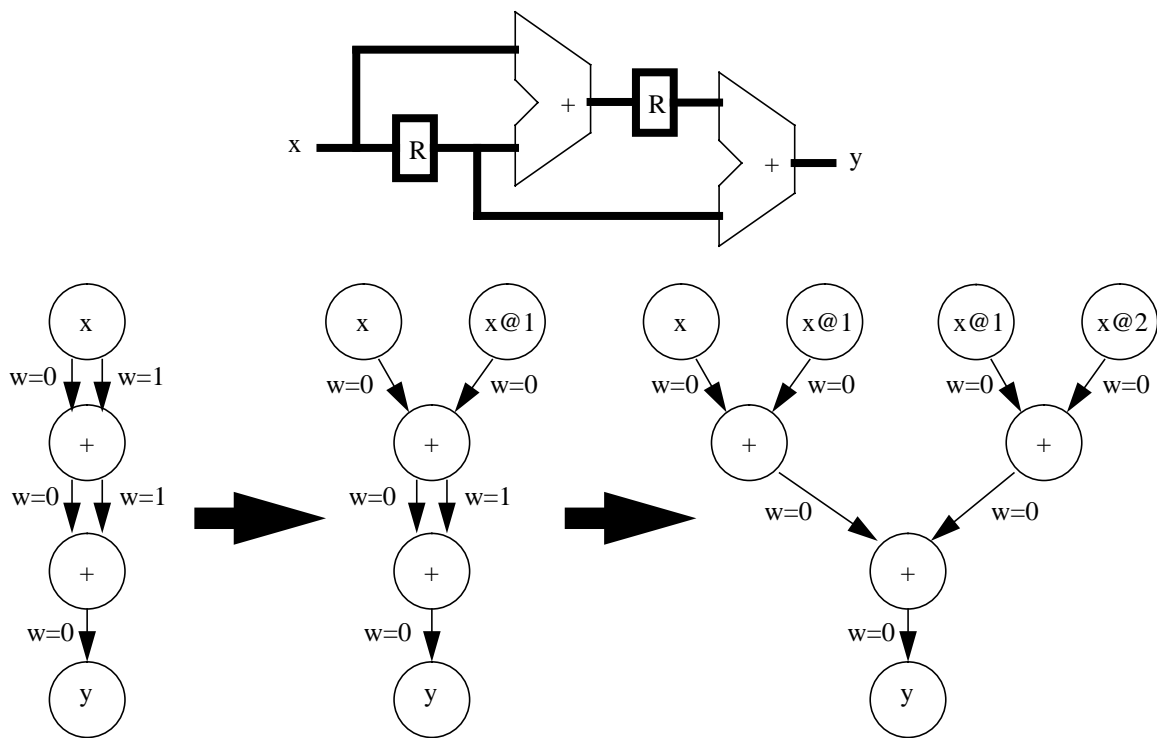 + R
x R + y
x x x@1 x x@1 x@1 x@2
w=0 w=1 w=0 w=0 w=0 w=0 w=0 w=0
+ + + +
w=0 w=1 w=0 w=1 w=0 w=0
+ + +
w=0 w=0 w=0
y y y